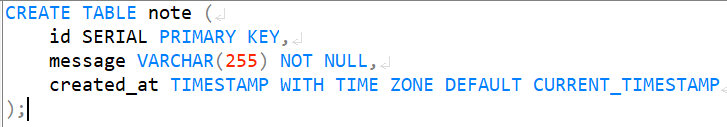 CREATE TABLE note (
    id SERIAL PRIMARY KEY,
    message VARCHAR(255) NOT NULL,
    created_at TIMESTAMP WITH TIME ZONE DEFAULT CURRENT_TIMESTAMP
);